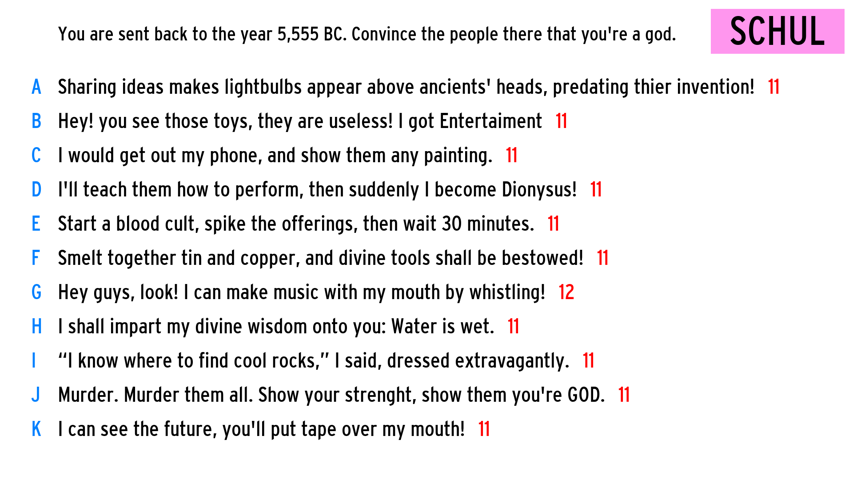 You are sent back to the year 5,555 BC. Convince the people there that you're a god.
SCHUL
A Sharing ideas makes lightbulbs appear above ancients' heads, predating thier invention! 11
B Hey! you see those toys, they are useless! I got Entertaiment 11
C I would get out my phone, and show them any painting. 11
D I'll teach them how to perform, then suddenly I become Dionysus! 11
E Start a blood cult, spike the offerings, then wait 30 minutes. 11
F Smelt together tin and copper, and divine tools shall be bestowed! 11
G Hey guys, look! I can make music with my mouth by whistling! 12
H I shall impart my divine wisdom onto you: Water is wet. 11
I “I know where to find cool rocks,” I said, dressed extravagantly. 11
J Murder. Murder them all. Show your strenght, show them you're GOD. 11
K I can see the future, you'll put tape over my mouth! 11